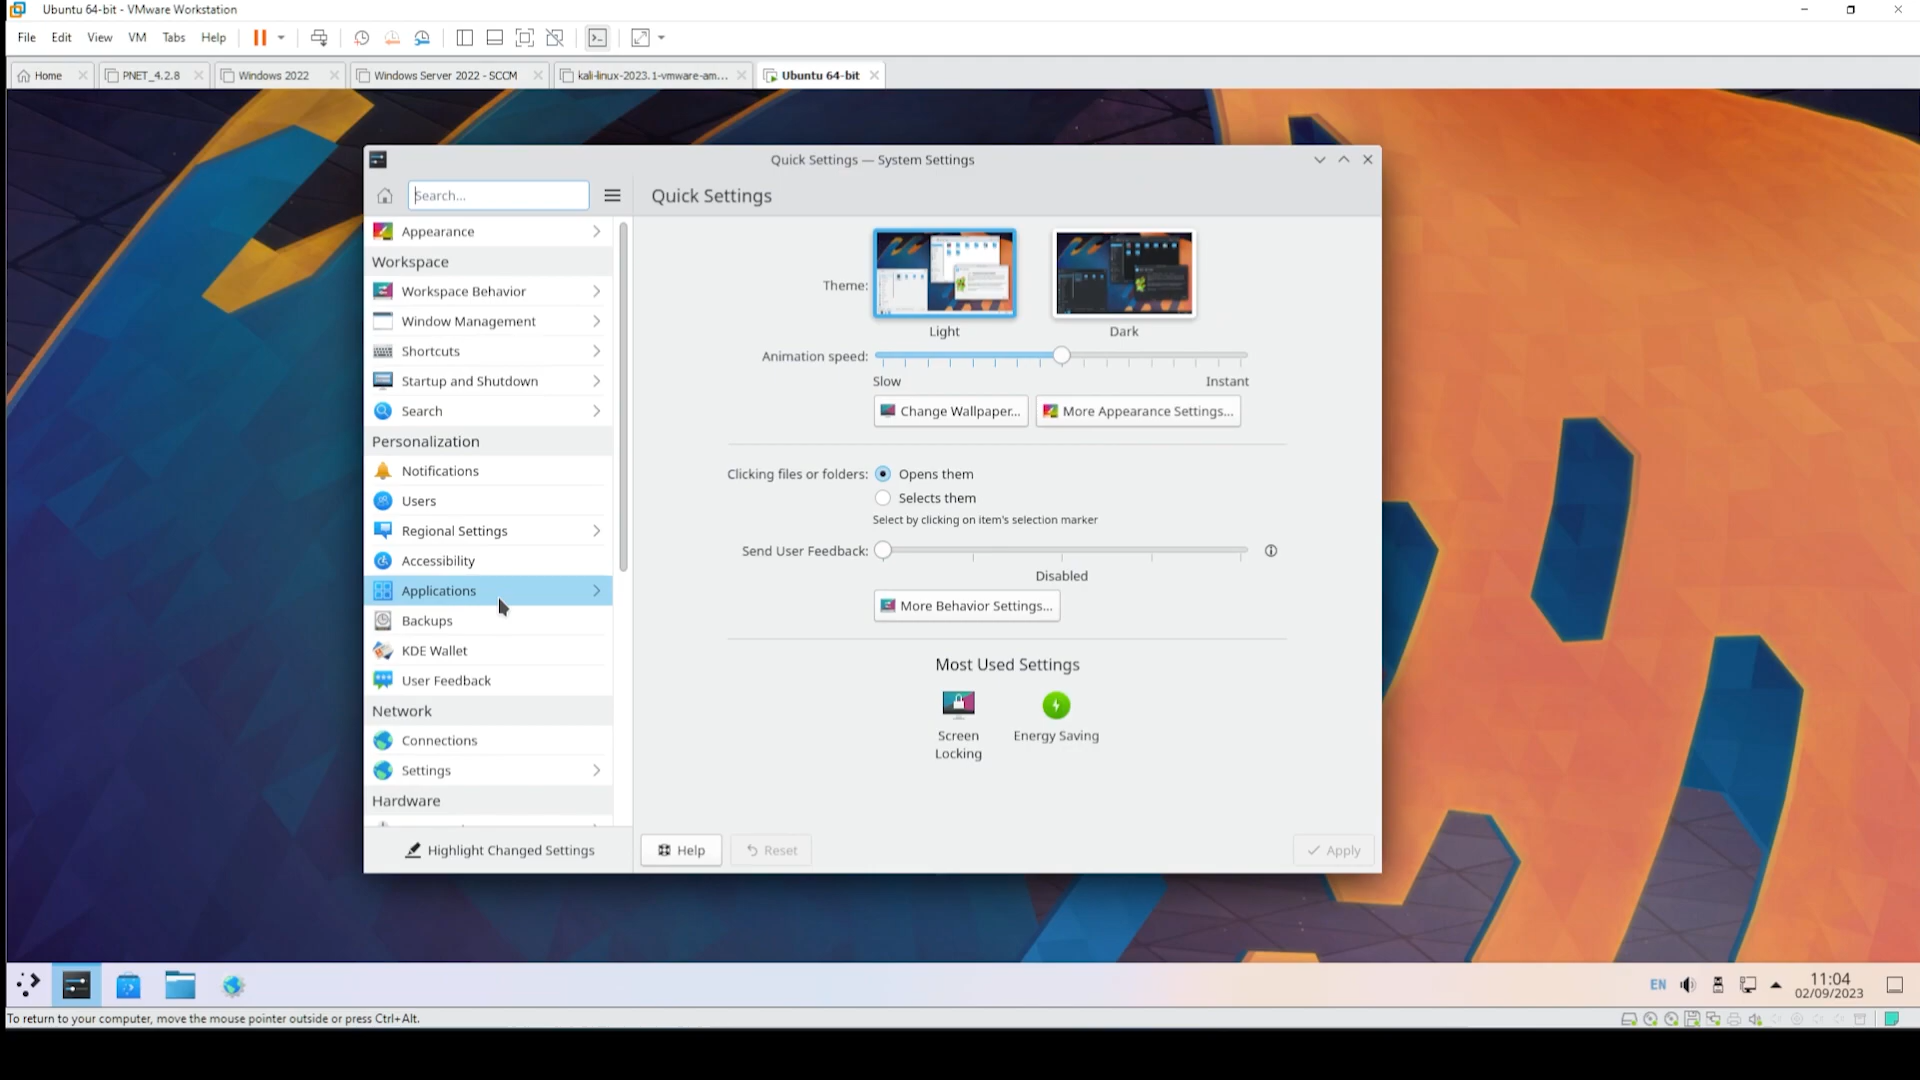 Ubuntu 64-bit - VMware Workstation
File Edit View VM Tabs Help
Home PNET_4.2.8 Windows 2022 Windows Server 2022 - SCCM kali-linux-2023.1-vmware-am... Ubuntu 64-bit
Quick Settings — System Settings
Search...
Quick Settings
Appearance
Workspace
Workspace Behavior
Window Management
Shortcuts
Startup and Shutdown
Search
Personalization
Notifications
Users
Regional Settings
Accessibility
Applications
Backups
KDE Wallet
User Feedback
Network
Connections
Settings
Hardware
Highlight Changed Settings
Theme:
Light Dark
Animation speed:
Slow Instant
Change Wallpaper... More Appearance Settings...
Clicking files or folders: Opens them
Selects them
Select by clicking on item's selection marker
Send User Feedback:
Disabled
More Behavior Settings...
Most Used Settings
Screen
Locking
Energy Saving
Help Reset Apply
EN 11:04
02/09/2023
To return to your computer, move the mouse pointer outside or press Ctrl+Alt.